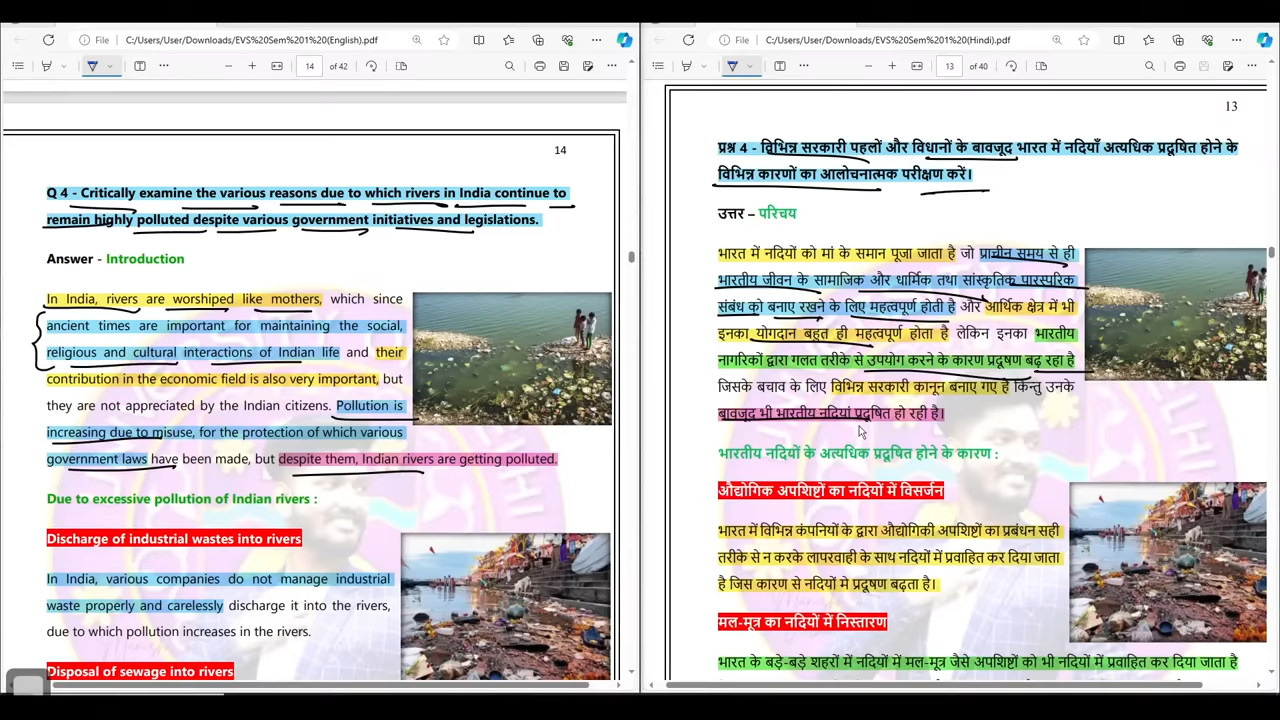 File C:/Users/User/Downloads/EVS%20Sem%201%20(English).pdf
14 of 42
14
Q 4 - Critically examine the various reasons due to which rivers in India continue to
remain highly polluted despite various government initiatives and legislations.
Answer - Introduction
In India, rivers are worshiped like mothers, which since
ancient times are important for maintaining the social,
religious and cultural interactions of Indian life and their
contribution in the economic field is also very important, but
they are not appreciated by the Indian citizens. Pollution is
increasing due to misuse, for the protection of which various
government laws have been made, but despite them, Indian rivers are getting polluted.
Due to excessive pollution of Indian rivers :
Discharge of industrial wastes into rivers
In India, various companies do not manage industrial
waste properly and carelessly discharge it into the rivers,
due to which pollution increases in the rivers.
Disposal of sewage into rivers
File C:/Users/User/Downloads/EVS%20Sem%201%20(Hindi).pdf
13 of 40
13
प्रश्न 4 - विभिन्न सरकारी पहलों और विधानों के बावजूद भारत में नदियाँ अत्यधिक प्रदूषित होने के
विभिन्न कारणों का आलोचनात्मक परीक्षण करें।
उत्तर – परिचय
भारत में नदियों को मां के समान पूजा जाता है जो प्राचीन समय से ही
भारतीय जीवन के सामाजिक और धार्मिक तथा सांस्कृतिक पारस्परिक
संबंध को बनाए रखने के लिए महत्वपूर्ण होती है और आर्थिक क्षेत्र में भी
इनका योगदान बहुत ही महत्वपूर्ण होता है लेकिन इनका भारतीय
नागरिकों द्वारा गलत तरीके से उपयोग करने के कारण प्रदूषण बढ़ रहा है
जिसके बचाव के लिए विभिन्न सरकारी कानून बनाए गए हैं किन्तु उनके
बावजूद भी भारतीय नदियां प्रदूषित हो रही है।
भारतीय नदियों के अत्यधिक प्रदूषित होने के कारण :
औद्योगिक अपशिष्टों का नदियों में विसर्जन
भारत में विभिन्न कंपनियों के द्वारा औद्योगिकी अपशिष्टों का प्रबंधन सही
तरीके से न करके लापरवाही के साथ नदियों में प्रवाहित कर दिया जाता
है जिस कारण से नदियों मे प्रदूषण बढ़ता है।
मल-मूत्र का नदियों में निस्तारण
भारत के बड़े-बड़े शहरों में नदियों में मल-मूत्र जैसे अपशिष्टों को भी नदियों में प्रवाहित कर दिया जाता है